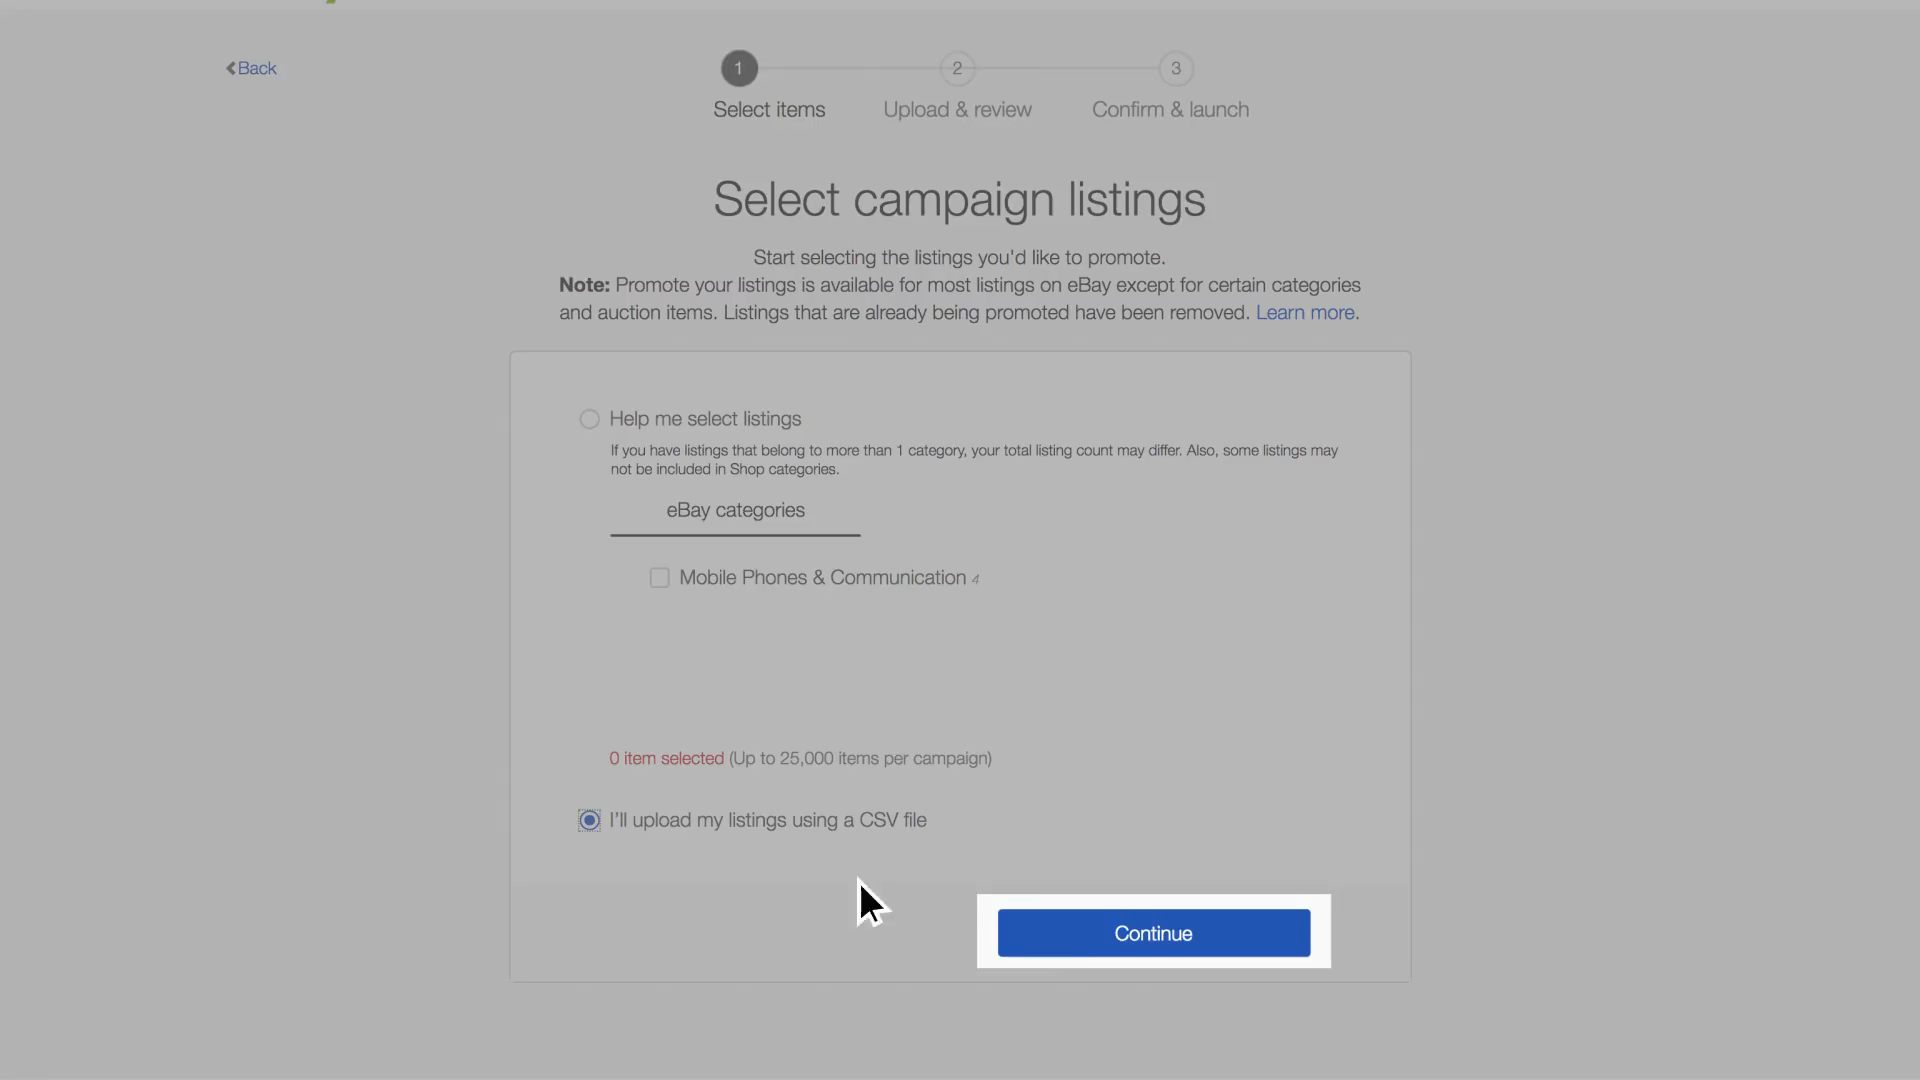 Back
1
2
3
Select items
Upload & review
Confirm & launch
Select campaign listings
Start selecting the listings you'd like to promote.
Note: Promote your listings is available for most listings on eBay except for certain categories
and auction items. Listings that are already being promoted have been removed. Learn more.
Help me select listings
If you have listings that belong to more than 1 category, your total listing count may differ. Also, some listings may
not be included in Shop categories.
eBay categories
Mobile Phones & Communication 4
0 item selected (Up to 25,000 items per campaign)
I'll upload my listings using a CSV file
Continue